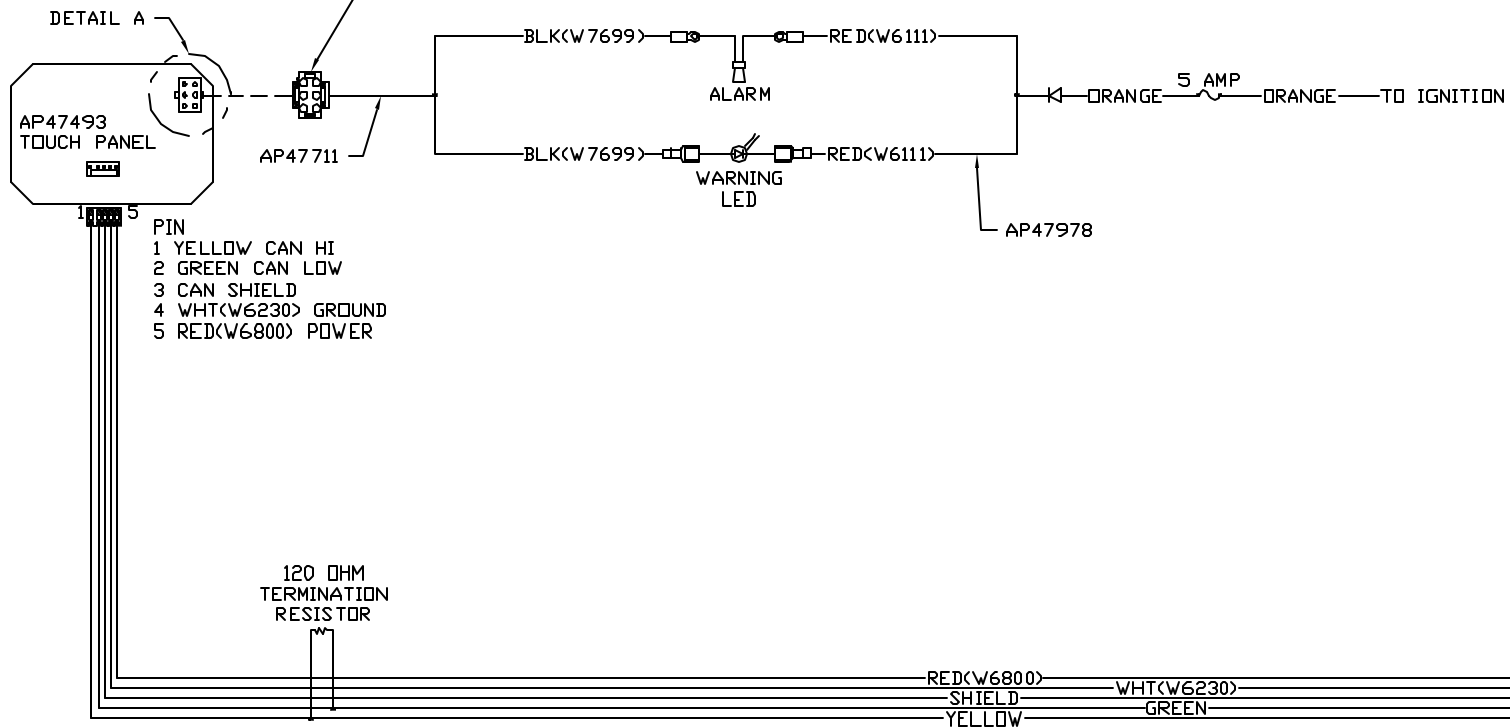 DETAIL A
BLK(W7699)
RED(W6111)
ALARM
5 AMP
ORANGE
ORANGE
TO IGNITION
AP47493
TOUCH PANEL
AP47711
BLK(W7699)
RED(W6111)
WARNING
LED
AP47978
1
5
PIN
1 YELLOW CAN HI
2 GREEN CAN LOW
3 CAN SHIELD
4 WHT(W6230) GROUND
5 RED(W6800) POWER
120 OHM
TERMINATION
RESISTOR
RED(W6800)
WHT(W6230)
SHIELD
GREEN
YELLOW